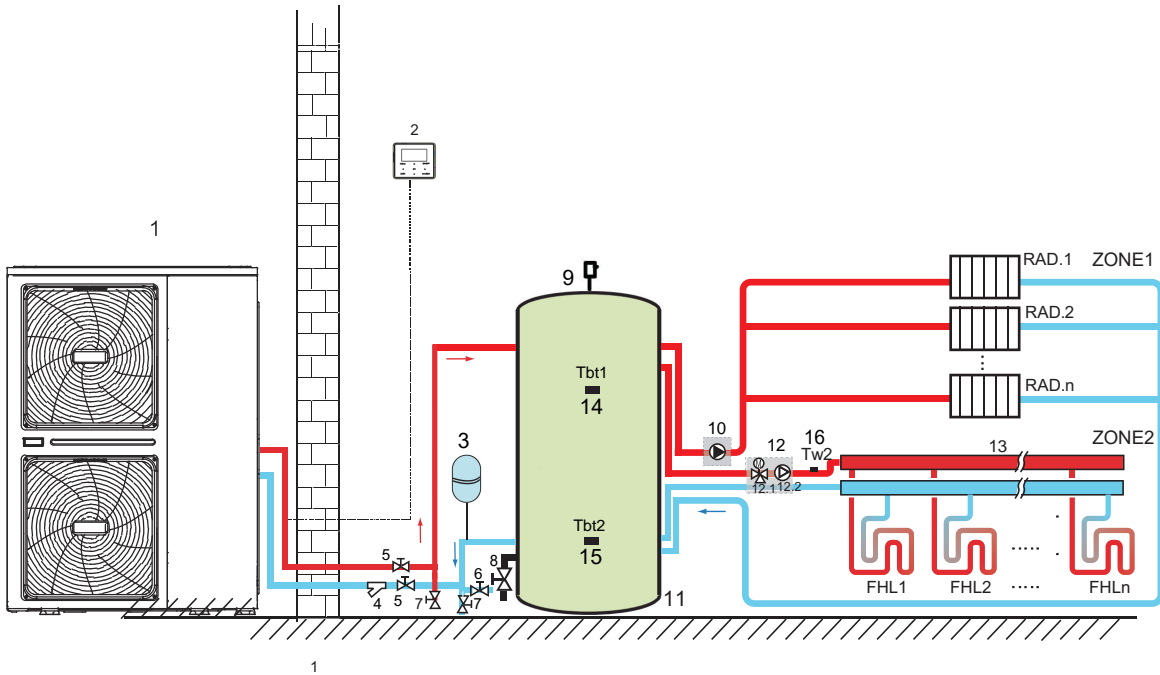 2
1
9
RAD.1 ZONE1
RAD.2
Tbt1
14
RAD.n
10
3
12
16
Tw2
13
ZONE2
M
12.1 12.2
Tbt2
15
5
8
6
4
5
7
7
11
FHL1 FHL2 ...... FHLn
1